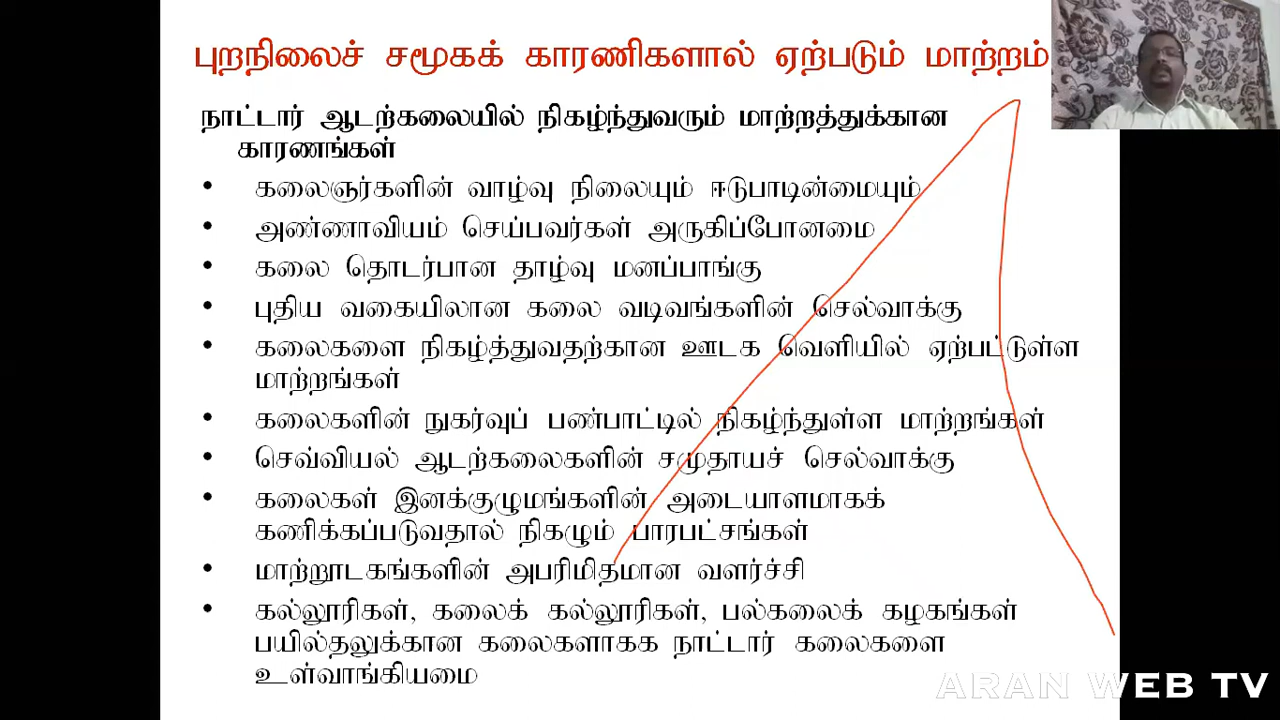 புறநிலைச் சமூகக் காரணிகளால் ஏற்படும் மாற்றம்
நாட்டார் ஆடற்கலையில் நிகழ்ந்துவரும் மாற்றத்துக்கான
காரணங்கள்
• கலைஞர்களின் வாழ்வு நிலையும் ஈடுபாடின்மையும்
• அண்ணாவியம் செய்பவர்கள் அருகிப்போனமை
• கலை தொடர்பான தாழ்வு மனப்பாங்கு
• புதிய வகையிலான கலை வடிவங்களின் செல்வாக்கு
• கலைகளை நிகழ்த்துவதற்கான ஊடக வெளியில் ஏற்பட்டுள்ள
மாற்றங்கள்
• கலைகளின் நுகர்வுப் பண்பாட்டில் நிகழ்ந்துள்ள மாற்றங்கள்
• செவ்வியல் ஆடற்கலைகளின் சமுதாயச் செல்வாக்கு
• கலைகள் இனக்குழுமங்களின் அடையாளமாகக்
கணிக்கப்படுவதால் நிகழும் பாரபட்சங்கள்
• மாற்றூடகங்களின் அபரிமிதமான வளர்ச்சி
• கல்லூரிகள், கலைக் கல்லூரிகள், பல்கலைக் கழகங்கள்
பயில்தலுக்கான கலைகளாகக நாட்டார் கலைகளை
உள்வாங்கியமை
ARAN WEB TV